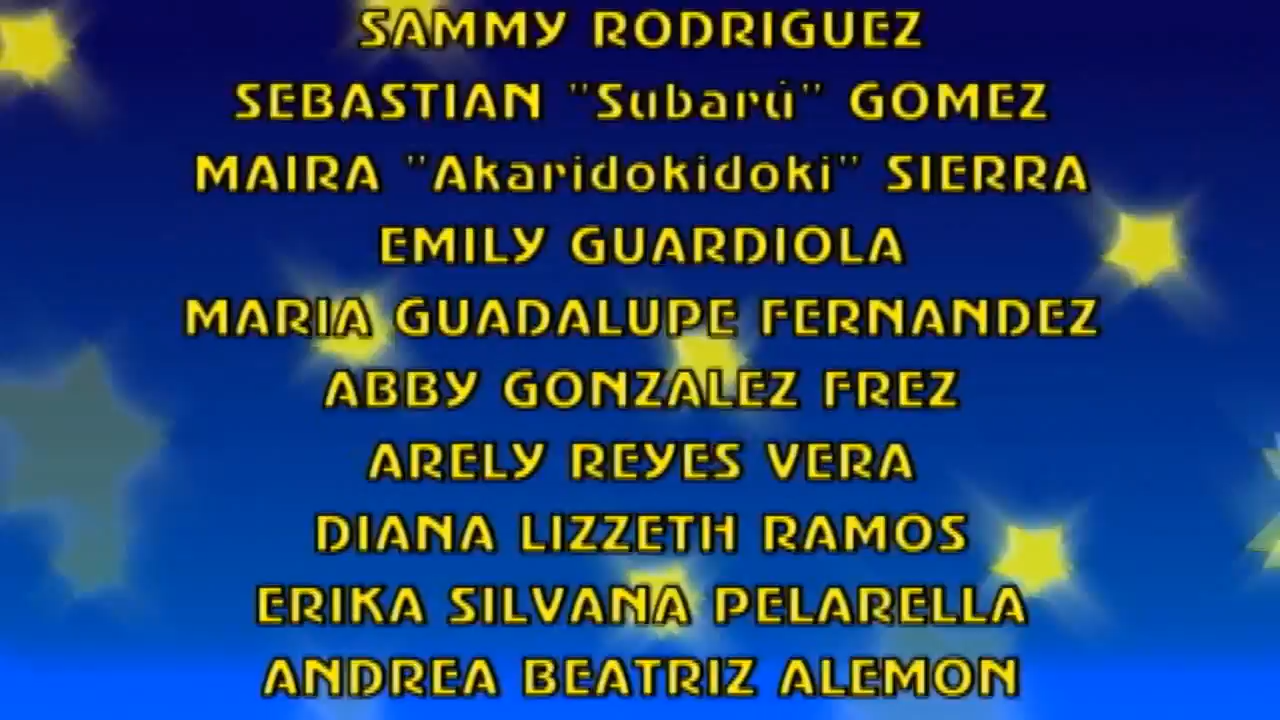 SAMMY RODRIGUEZ
SEBASTIAN "Subarú" GOMEZ
MAIRA "Akaridokidoki" SIERRA
EMILY GUARDIOLA
MARIA GUADALUPE FERNANDEZ
ABBY GONZALEZ FREZ
ARELY REYES VERA
DIANA LIZZETH RAMOS
ERIKA SILVANA PELARELLA
ANDREA BEATRIZ ALEMON